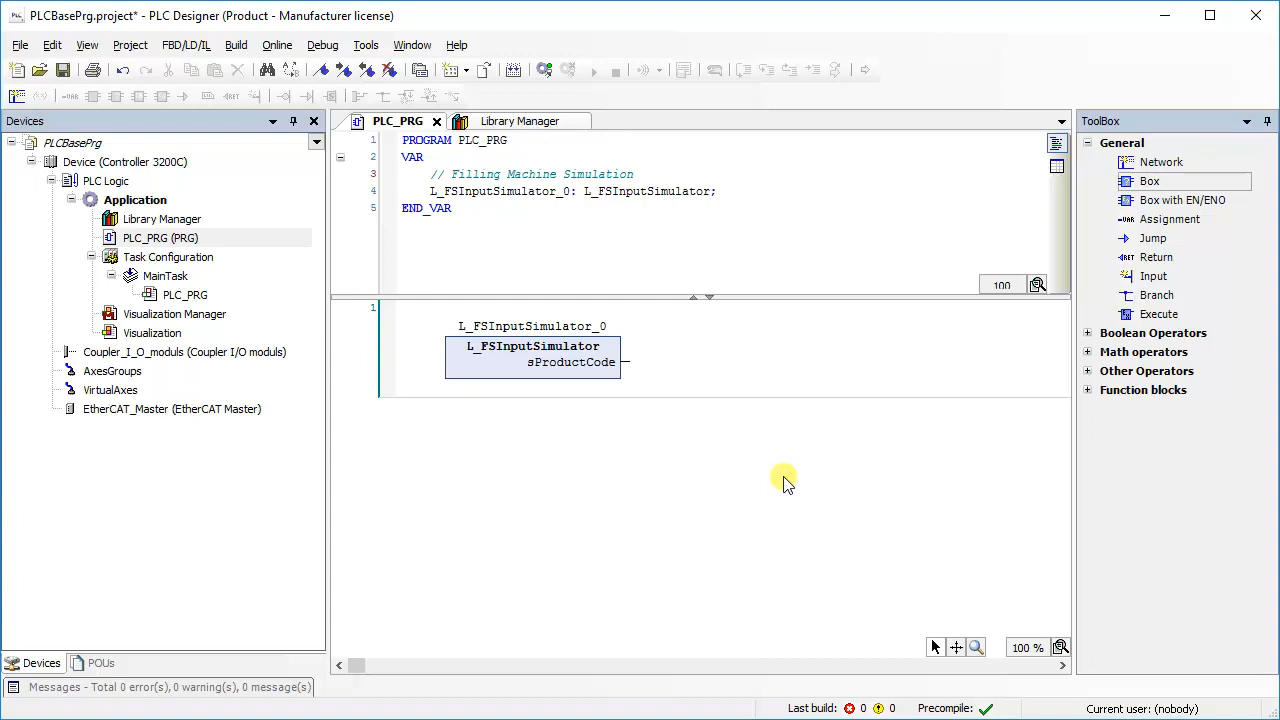 PLCBasePrg.project* - PLC Designer (Product - Manufacturer license)
File Edit View Project FBD/LD/IL Build Online Debug Tools Window Help
Devices
PLCBasePrg
Device (Controller 3200C)
PLC Logic
Application
Library Manager
PLC_PRG (PRG)
Task Configuration
MainTask
PLC_PRG
Visualization Manager
Visualization
Coupler_I_O_moduls (Coupler I/O moduls)
AxesGroups
VirtualAxes
EtherCAT_Master (EtherCAT Master)
Devices POUs
PLC_PRG Library Manager
1 PROGRAM PLC_PRG
2 VAR
3 // Filling Machine Simulation
4 L_FSInputSimulator_0: L_FSInputSimulator;
5 END_VAR
100
1
L_FSInputSimulator_0
L_FSInputSimulator
sProductCode
100 %
ToolBox
General
Network
Box
Box with EN/ENO
Assignment
Jump
Return
Input
Branch
Execute
Boolean Operators
Math operators
Other Operators
Function blocks
Messages - Total 0 error(s), 0 warning(s), 0 message(s)
Last build: 0 0 Precompile: Current user: (nobody)